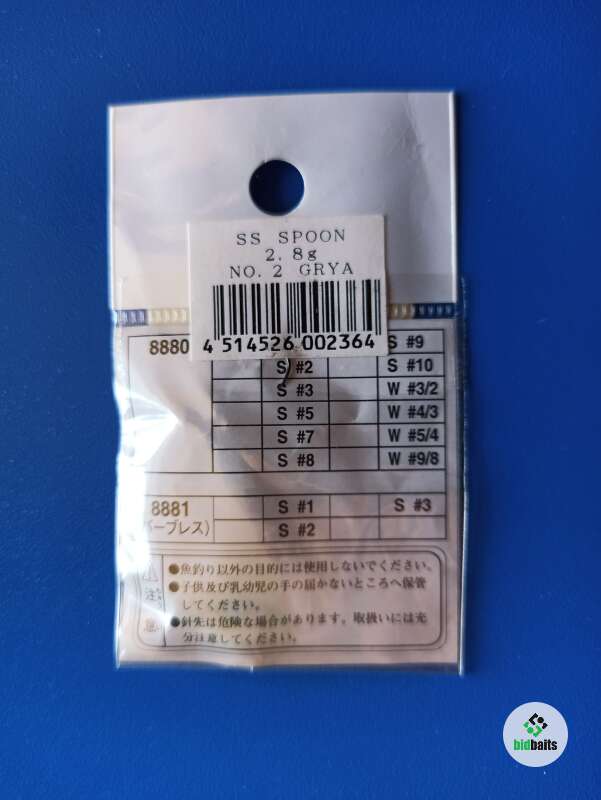 SS SPOON
2.8g
NO.2 GRYA
4 514526 002364
8880 S #9
S #2 S #10
S #3 W #3/2
S #5 W #4/3
S #7 W #5/4
S #8 W #9/8
8881 S #1 S #3
(バーブレス) S #2
注意
●魚釣り以外の目的には使用しないでください。
●子供及び乳幼児の手の届かないところへ保管
してください。
●針先は危険な場合があります。取扱いには充
分注意してください。
bidbaits